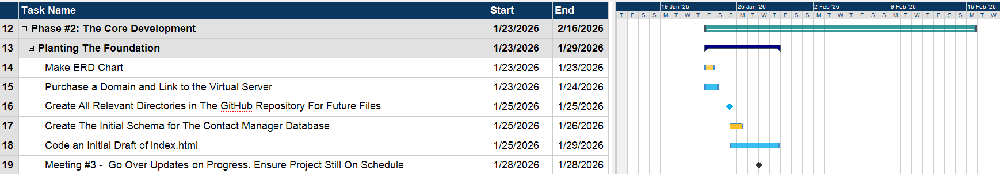 Task Name Start End 19 Jan '26 26 Jan '26 2 Feb '26 9 Feb '26 16 Feb '26
T F S S M T W T F S S M T W T F S S M T W T F S S M T W T F S S M T W
12 Phase #2: The Core Development 1/23/2026 2/16/2026
13 Planting The Foundation 1/23/2026 1/29/2026
14 Make ERD Chart 1/23/2026 1/23/2026
15 Purchase a Domain and Link to the Virtual Server 1/23/2026 1/24/2026
16 Create All Relevant Directories in The GitHub Repository For Future Files 1/25/2026 1/25/2026
17 Create The Initial Schema for The Contact Manager Database 1/25/2026 1/26/2026
18 Code an Initial Draft of index.html 1/25/2026 1/29/2026
19 Meeting #3 - Go Over Updates on Progress. Ensure Project Still On Schedule 1/28/2026 1/28/2026